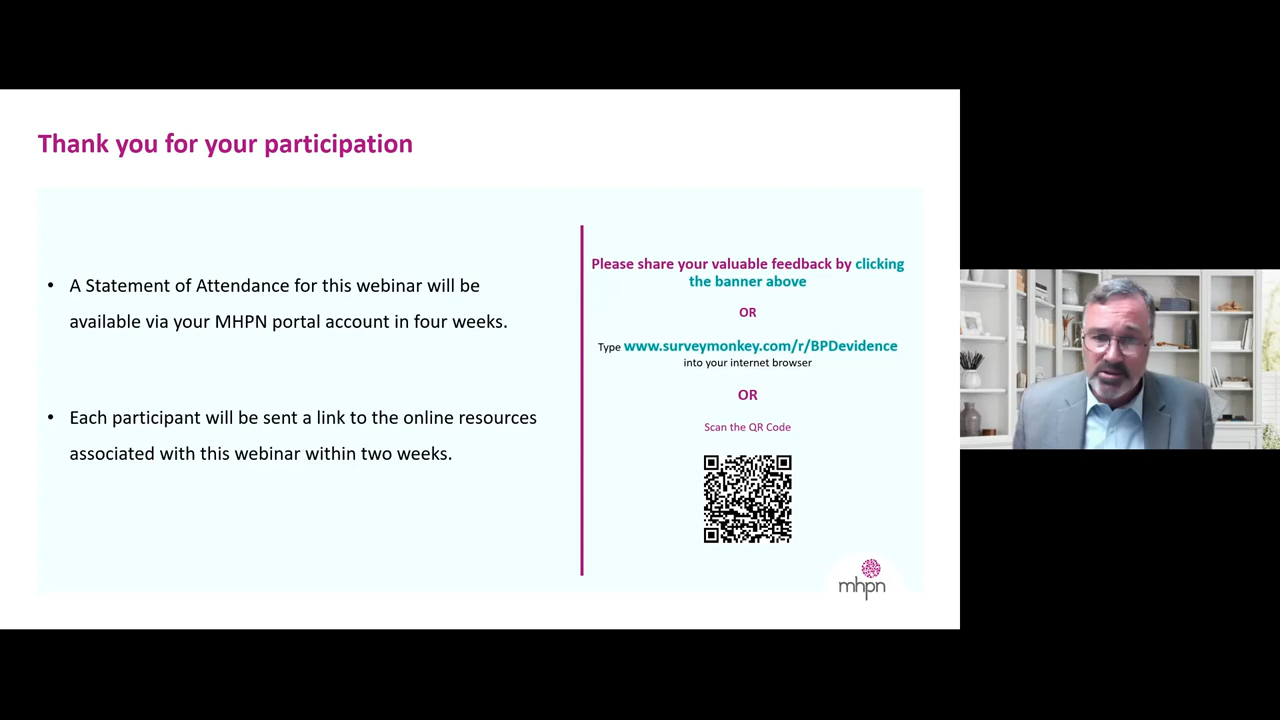 Thank you for your participation
• A Statement of Attendance for this webinar will be
available via your MHPN portal account in four weeks.
• Each participant will be sent a link to the online resources
associated with this webinar within two weeks.
Please share your valuable feedback by clicking
the banner above
OR
Type www.surveymonkey.com/r/BPDevidence
into your internet browser
OR
Scan the QR Code
mhpn